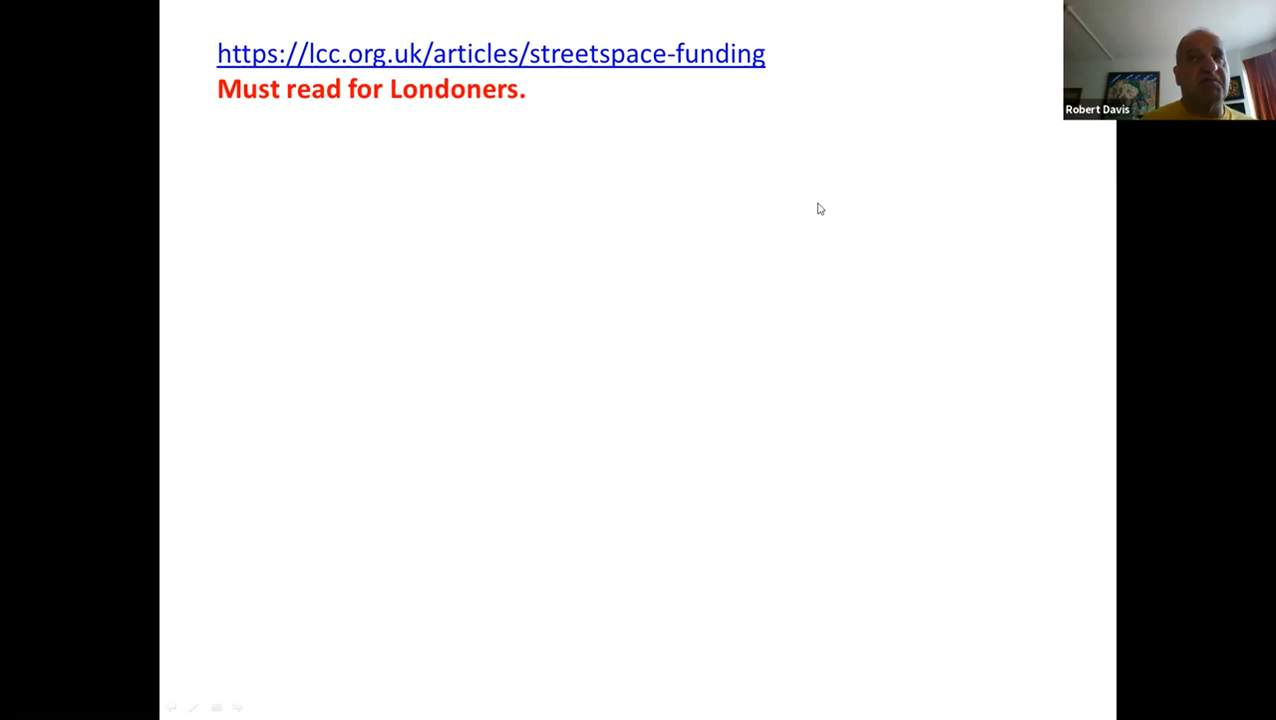 https://lcc.org.uk/articles/streetspace-funding
Must read for Londoners.
Robert Davis